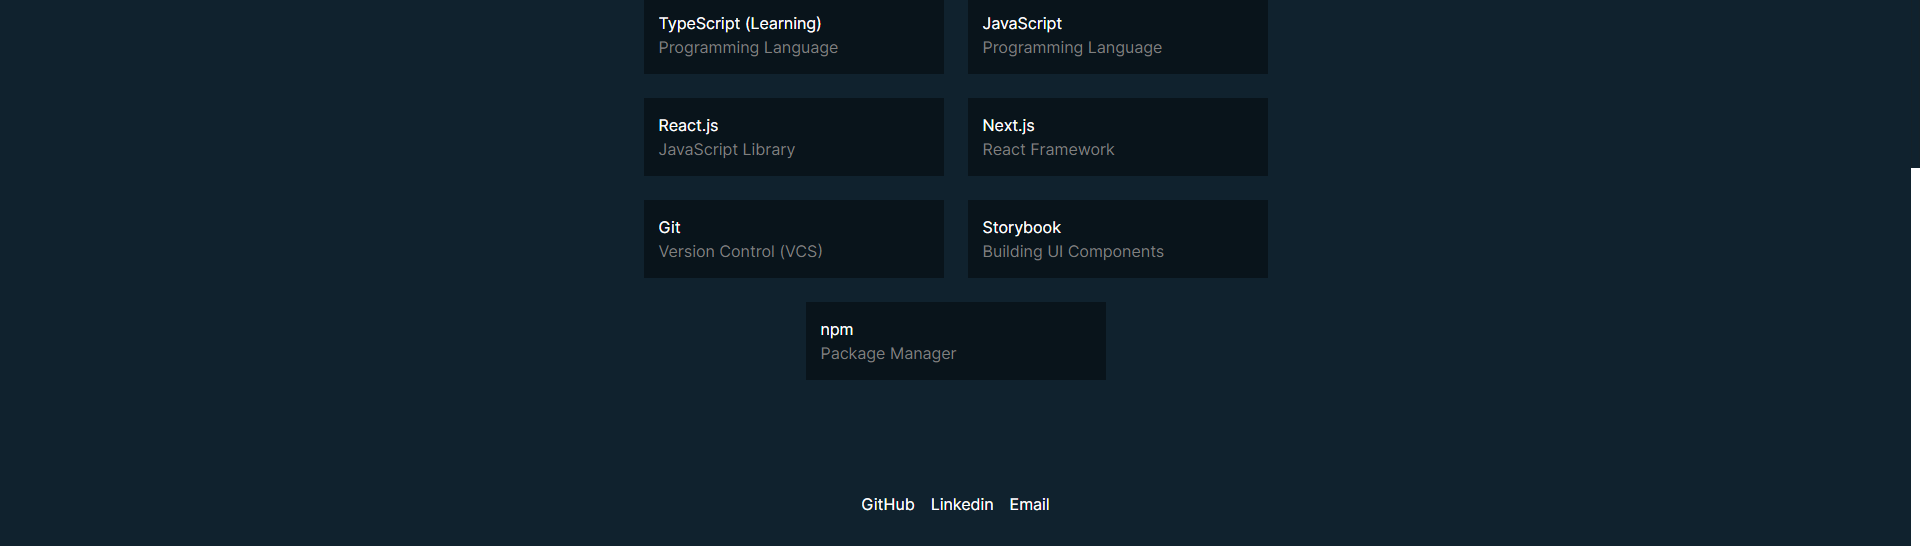 TypeScript (Learning)
Programming Language
JavaScript
Programming Language
React.js
JavaScript Library
Next.js
React Framework
Git
Version Control (VCS)
Storybook
Building UI Components
npm
Package Manager
GitHub Linkedin Email